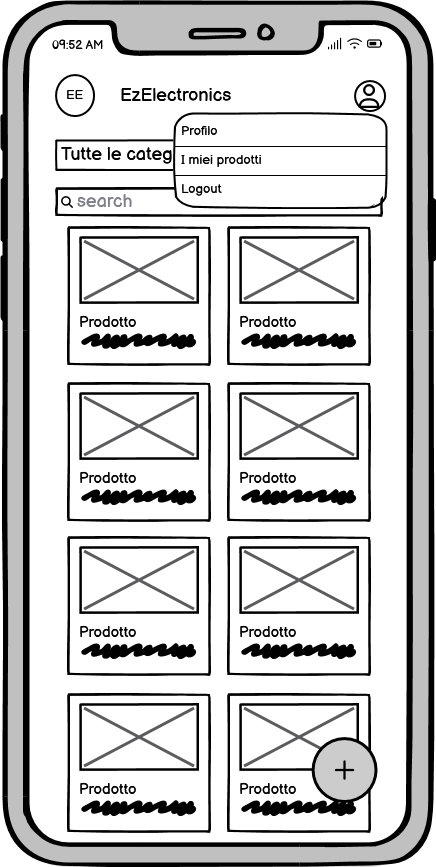 09:52 AM
EE
EzElectronics
Profilo
Tutte le categ
I miei prodotti
Logout
search
Prodotto
Prodotto
Prodotto
Prodotto
Prodotto
Prodotto
Prodotto
Prodotto